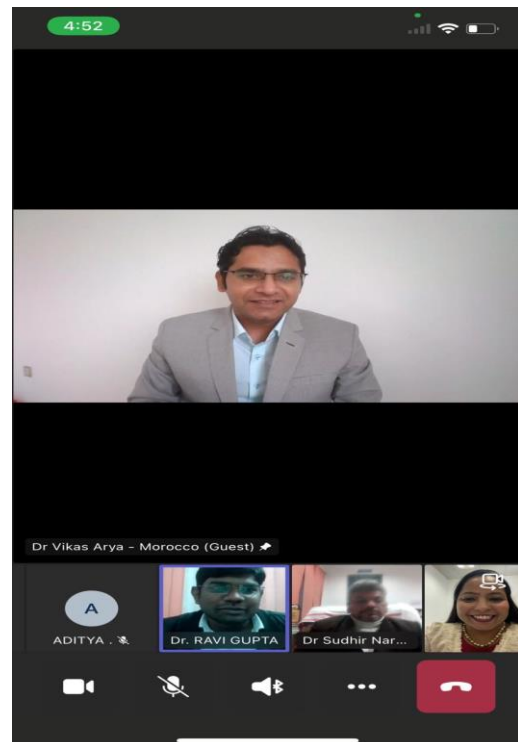 4:52
Dr Vikas Arya - Morocco (Guest)
A
ADITYA .
Dr. RAVI GUPTA
Dr Sudhir Nar...